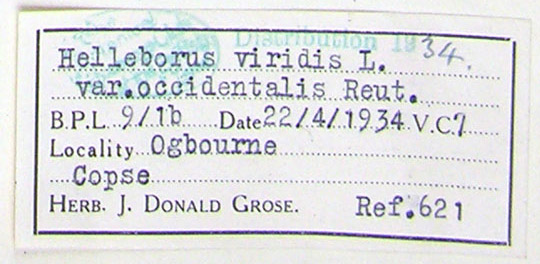 Distribution 1934.
Helleborus viridis L.
var.occidentalis Reut.
B.P.L. 9/1b Date 22/4/1934 V.C.7
Locality Ogbourne
Copse
HERB. J. DONALD GROSE. Ref.621